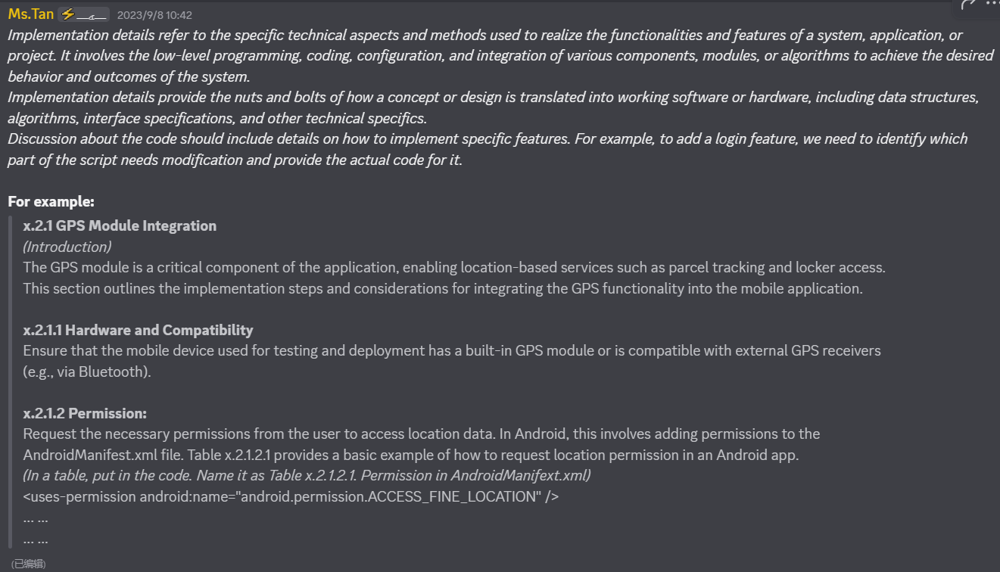 Ms.Tan 2023/9/8 10:42
Implementation details refer to the specific technical aspects and methods used to realize the functionalities and features of a system, application, or
project. It involves the low-level programming, coding, configuration, and integration of various components, modules, or algorithms to achieve the desired
behavior and outcomes of the system.
Implementation details provide the nuts and bolts of how a concept or design is translated into working software or hardware, including data structures,
algorithms, interface specifications, and other technical specifics.
Discussion about the code should include details on how to implement specific features. For example, to add a login feature, we need to identify which
part of the script needs modification and provide the actual code for it.
For example:
x.2.1 GPS Module Integration
(Introduction)
The GPS module is a critical component of the application, enabling location-based services such as parcel tracking and locker access.
This section outlines the implementation steps and considerations for integrating the GPS functionality into the mobile application.
x.2.1.1 Hardware and Compatibility
Ensure that the mobile device used for testing and deployment has a built-in GPS module or is compatible with external GPS receivers
(e.g., via Bluetooth).
x.2.1.2 Permission:
Request the necessary permissions from the user to access location data. In Android, this involves adding permissions to the
AndroidManifest.xml file. Table x.2.1.2.1 provides a basic example of how to request location permission in an Android app.
(In a table, put in the code. Name it as Table x.2.1.2.1. Permission in AndroidManifext.xml)
<uses-permission android:name="android.permission.ACCESS_FINE_LOCATION" />
... ...
... ...
(已编辑)